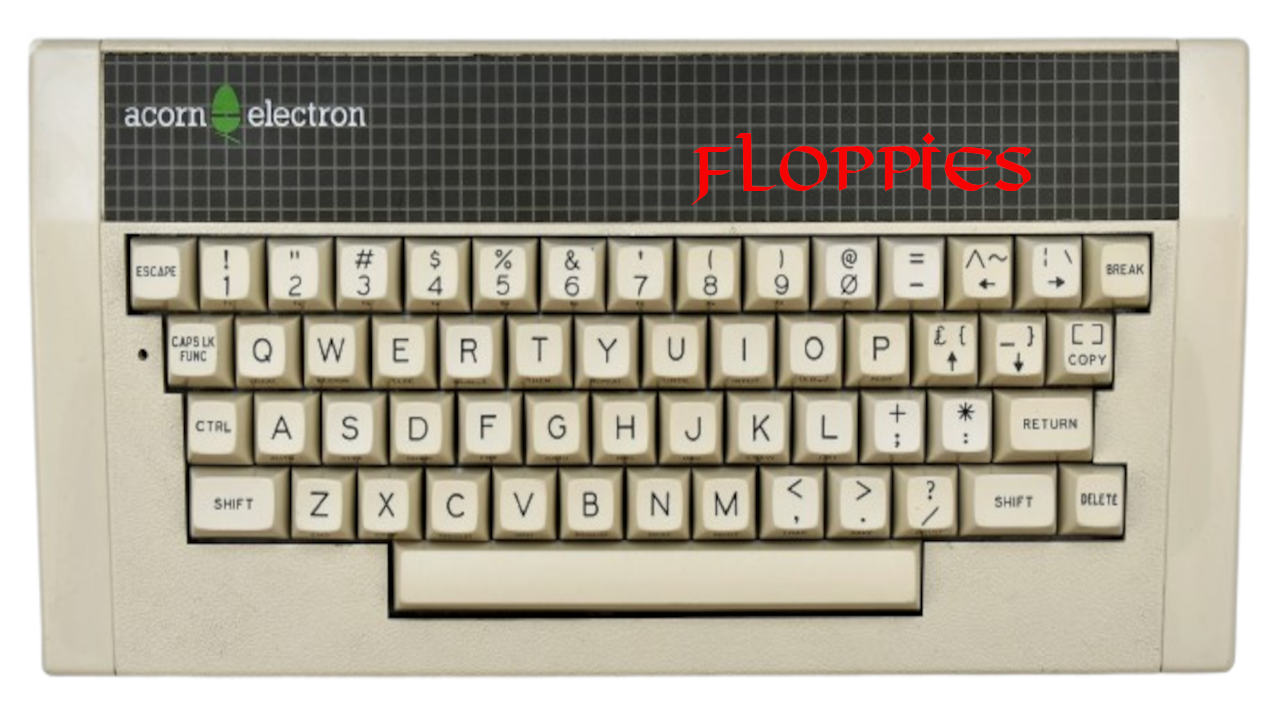 acorn electron
FLOPPIES
ESCAPE ! 1 " 2 # 3 $ 4 % 5 & 6 ' 7 ( 8 ) 9 @ 0 = - ^ ~ ← ¦ \ → BREAK
CAPS LK FUNC Q W E R T Y U I O P £ { ↑ _ } ↓ [ ] COPY
CTRL A S D F G H J K L + ; * : RETURN
SHIFT Z X C V B N M < , > . ? / SHIFT DELETE